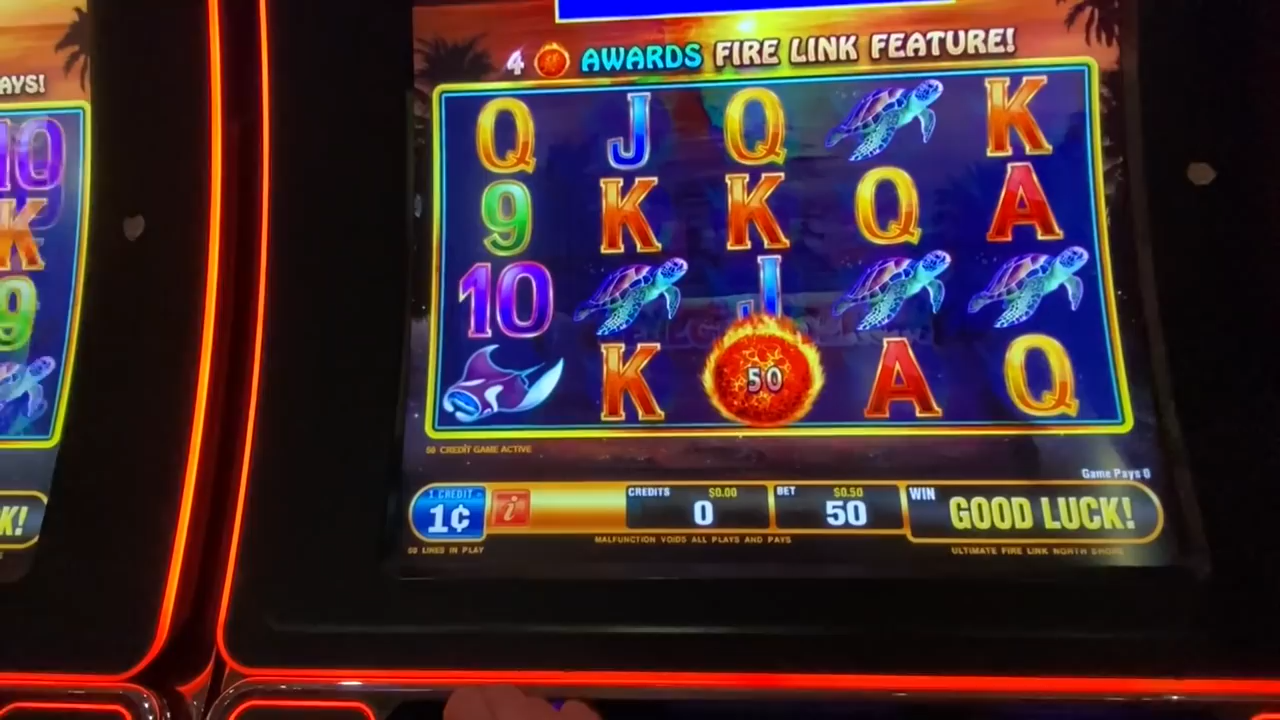 AYS!
4 AWARDS FIRE LINK FEATURE!
Q J Q K
9 K K Q A
10 J
K 50 A Q
10
K
9
50 CREDIT GAME ACTIVE
Game Pays 0
1 CREDIT =
1¢
i
CREDITS $0.00
0
BET $0.50
50
WIN GOOD LUCK!
K!
50 LINES IN PLAY
MALFUNCTION VOIDS ALL PLAYS AND PAYS
ULTIMATE FIRE LINK NORTH SHORE